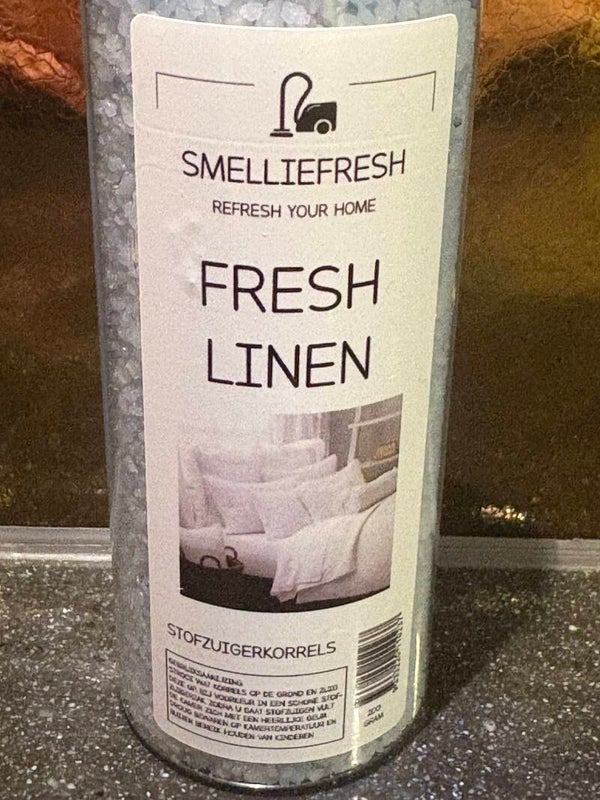 SMELLIEFRESH
REFRESH YOUR HOME
FRESH
LINEN
STOFZUIGERKORRELS
GEBRUIKSAANWIJZING
STROOI WAT KORRELS OP DE GROND EN ZUIG
DEZE OP BIJ VOORKEUR IN EEN SCHONE STOF-
ZUIGERZAK ZODRA U GAAT STOFZUIGEN VULT
DE KAMER ZICH MET EEN HEERLIJKE GEUR.
DROOG BEWAREN OP KAMERTEMPERATUUR EN
BUITEN BEREIK HOUDEN VAN KINDEREN
200
GRAM